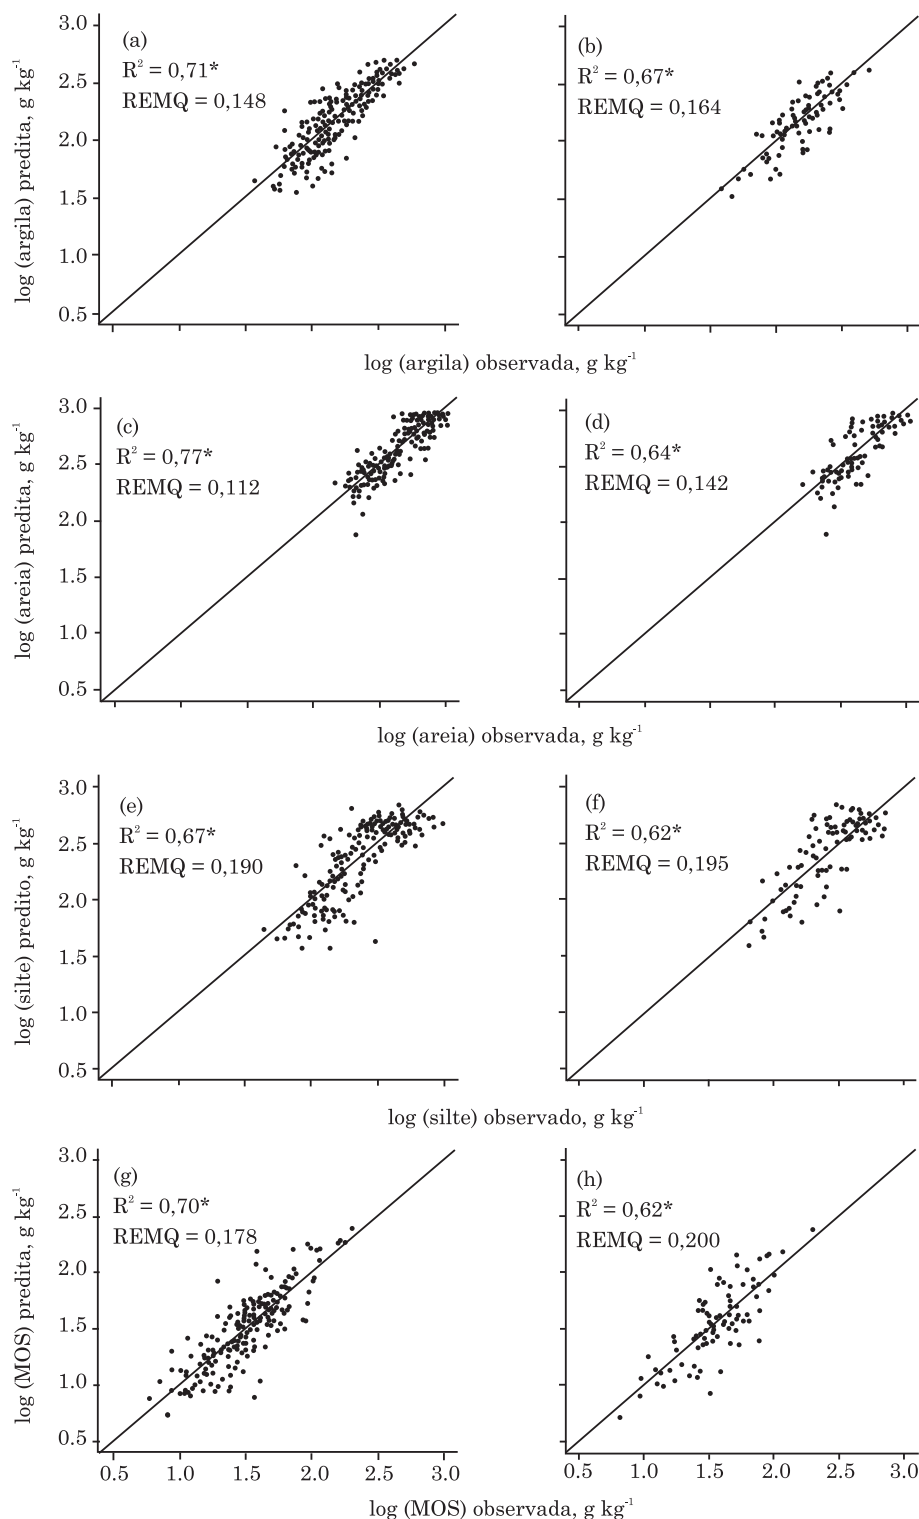 3.0
2.5
2.0
1.5
1.0
0.5
log (argila) predita, g kg⁻¹
(a)
R² = 0,71*
REMQ = 0,148
(b)
R² = 0,67*
REMQ = 0,164
log (argila) observada, g kg⁻¹
3.0
2.5
2.0
1.5
1.0
0.5
log (areia) predita, g kg⁻¹
(c)
R² = 0,77*
REMQ = 0,112
(d)
R² = 0,64*
REMQ = 0,142
log (areia) observada, g kg⁻¹
3.0
2.5
2.0
1.5
1.0
0.5
log (silte) predito, g kg⁻¹
(e)
R² = 0,67*
REMQ = 0,190
(f)
R² = 0,62*
REMQ = 0,195
log (silte) observado, g kg⁻¹
3.0
2.5
2.0
1.5
1.0
0.5
log (MOS) predita, g kg⁻¹
(g)
R² = 0,70*
REMQ = 0,178
(h)
R² = 0,62*
REMQ = 0,200
0.5 1.0 1.5 2.0 2.5 3.0
0.5 1.0 1.5 2.0 2.5 3.0
log (MOS) observada, g kg⁻¹